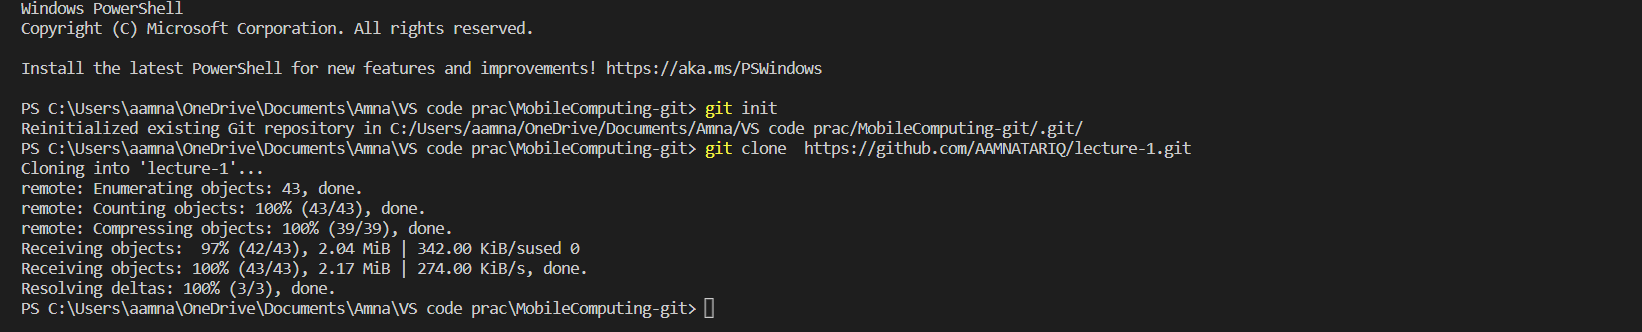 Windows PowerShell
Copyright (C) Microsoft Corporation. All rights reserved.
Install the latest PowerShell for new features and improvements! https://aka.ms/PSWindows
PS C:\Users\aamna\OneDrive\Documents\Amna\VS code prac\MobileComputing-git> git init
Reinitialized existing Git repository in C:/Users/aamna/OneDrive/Documents/Amna/VS code prac/MobileComputing-git/.git/
PS C:\Users\aamna\OneDrive\Documents\Amna\VS code prac\MobileComputing-git> git clone  https://github.com/AAMNATARIQ/lecture-1.git
Cloning into 'lecture-1'...
remote: Enumerating objects: 43, done.
remote: Counting objects: 100% (43/43), done.
remote: Compressing objects: 100% (39/39), done.
Receiving objects:  97% (42/43), 2.04 MiB | 342.00 KiB/sused 0
Receiving objects: 100% (43/43), 2.17 MiB | 274.00 KiB/s, done.
Resolving deltas: 100% (3/3), done.
PS C:\Users\aamna\OneDrive\Documents\Amna\VS code prac\MobileComputing-git>